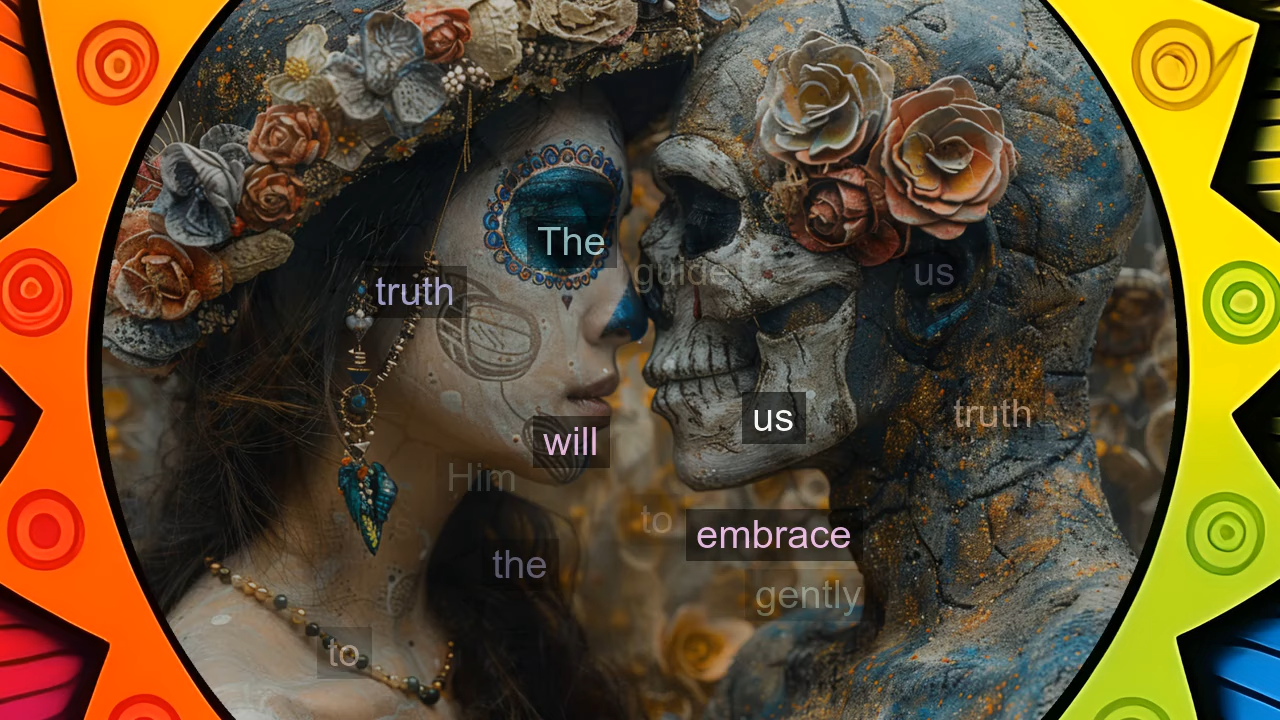 The
guide
us
truth
us
truth
will
Him
to
embrace
the
gently
to